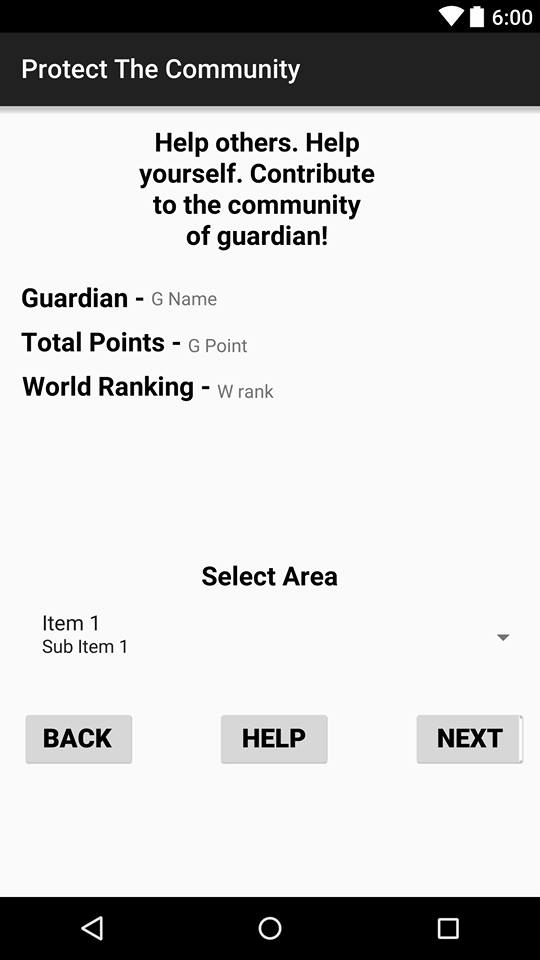 6:00
Protect The Community
Help others. Help
yourself. Contribute
to the community
of guardian!
Guardian - G Name
Total Points - G Point
World Ranking - W rank
Select Area
Item 1
Sub Item 1
BACK HELP NEXT